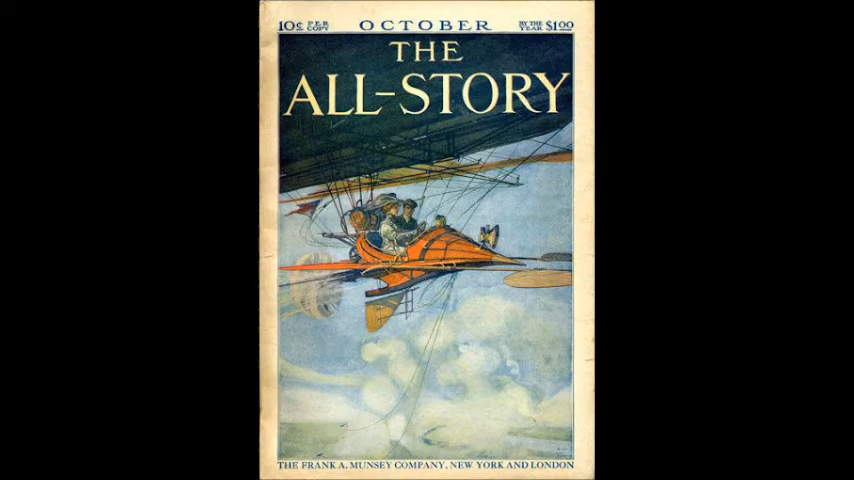 10¢ PER COPY OCTOBER BY THE YEAR $1.00
THE
ALL-STORY
THE FRANK A. MUNSEY COMPANY, NEW YORK AND LONDON